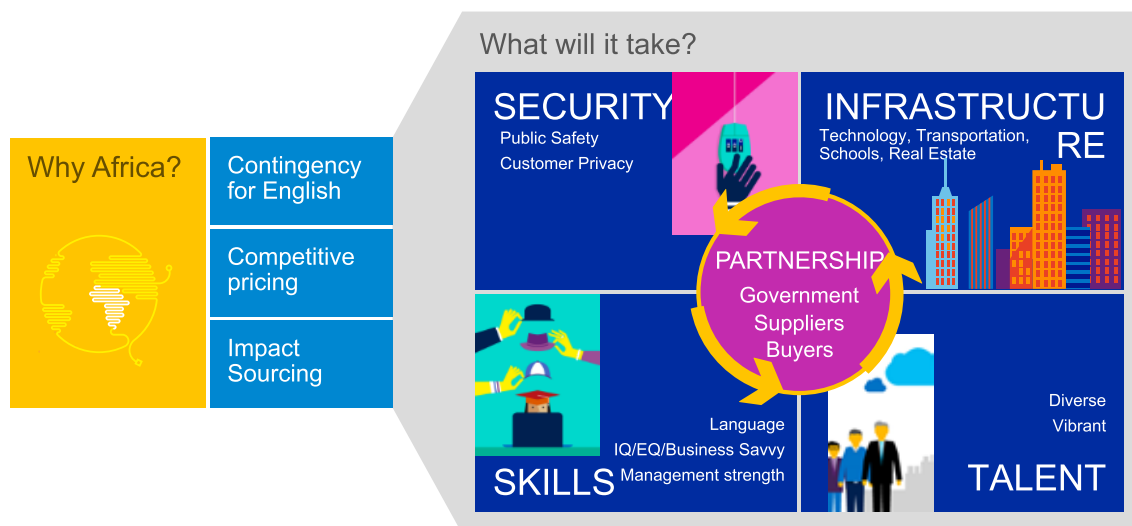 What will it take?
Why Africa?
Contingency
for English
Competitive
pricing
Impact
Sourcing
SECURITY
Public Safety
Customer Privacy
INFRASTRUCTU
RE
Technology, Transportation,
Schools, Real Estate
PARTNERSHIP
Government
Suppliers
Buyers
Language
IQ/EQ/Business Savvy
Management strength
SKILLS
Diverse
Vibrant
TALENT